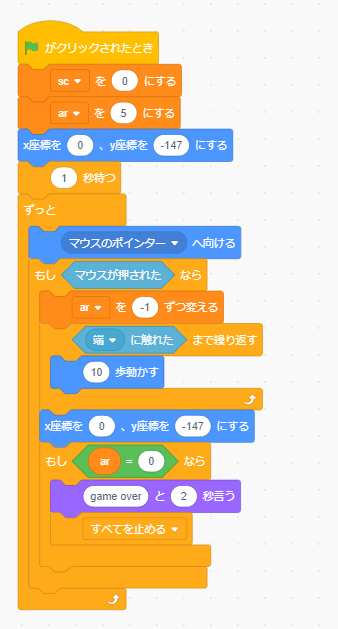 がクリックされたとき
sc を 0 にする
ar を 5 にする
x座標を 0 、y座標を -147 にする
1 秒待つ
ずっと
マウスのポインター へ向ける
もし マウスが押された なら
ar を -1 ずつ変える
端 に触れた まで繰り返す
10 歩動かす
x座標を 0 、y座標を -147 にする
もし ar = 0 なら
game over と 2 秒言う
すべてを止める